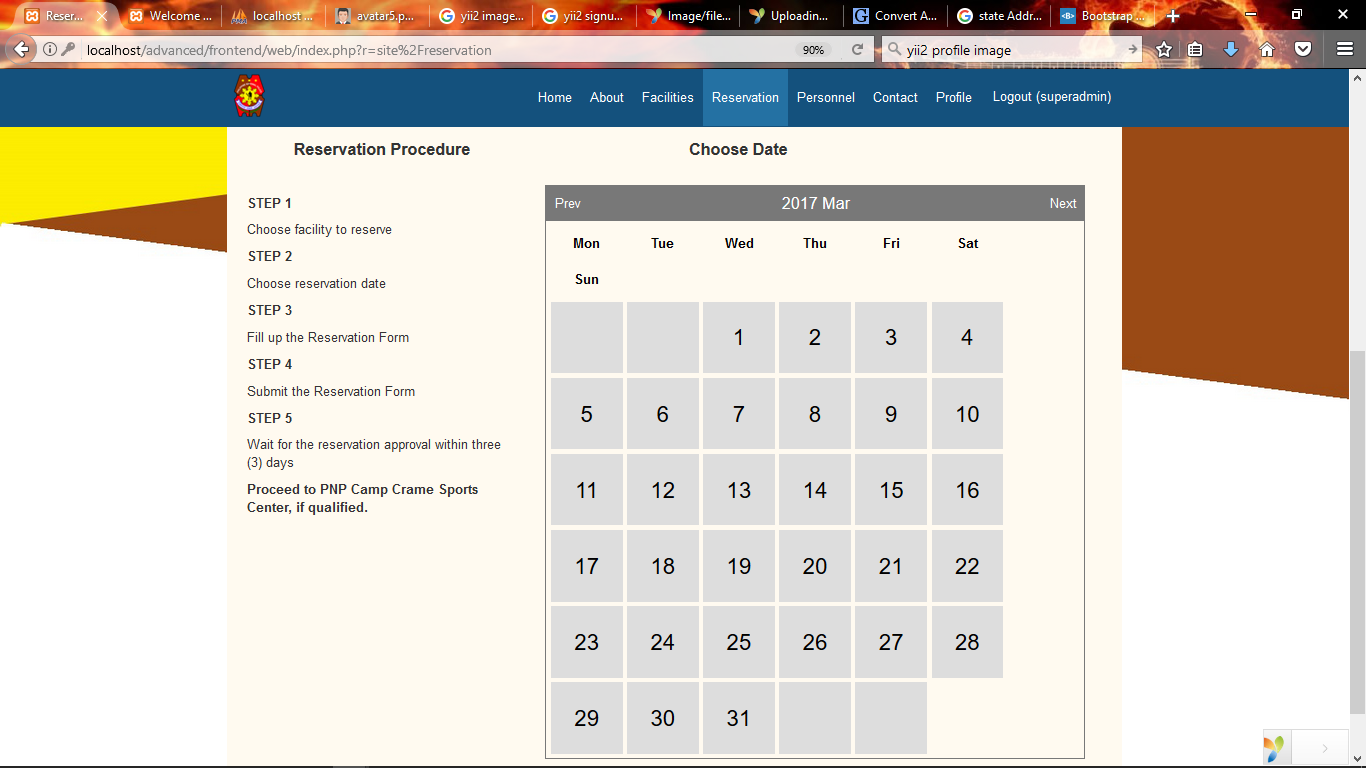 Reser...
Welcome ...
localhost ...
avatar5.p...
yii2 image...
yii2 signu...
Image/file...
Uploadin...
Convert A...
state Addr...
Bootstrap ...
localhost/advanced/frontend/web/index.php?r=site%2Freservation
90%
yii2 profile image
Home About Facilities Reservation Personnel Contact Profile Logout (superadmin)
Reservation Procedure
STEP 1
Choose facility to reserve
STEP 2
Choose reservation date
STEP 3
Fill up the Reservation Form
STEP 4
Submit the Reservation Form
STEP 5
Wait for the reservation approval within three
(3) days
Proceed to PNP Camp Crame Sports
Center, if qualified.
Choose Date
Prev 2017 Mar Next
Mon Tue Wed Thu Fri Sat
Sun
1 2 3 4
5 6 7 8 9 10
11 12 13 14 15 16
17 18 19 20 21 22
23 24 25 26 27 28
29 30 31